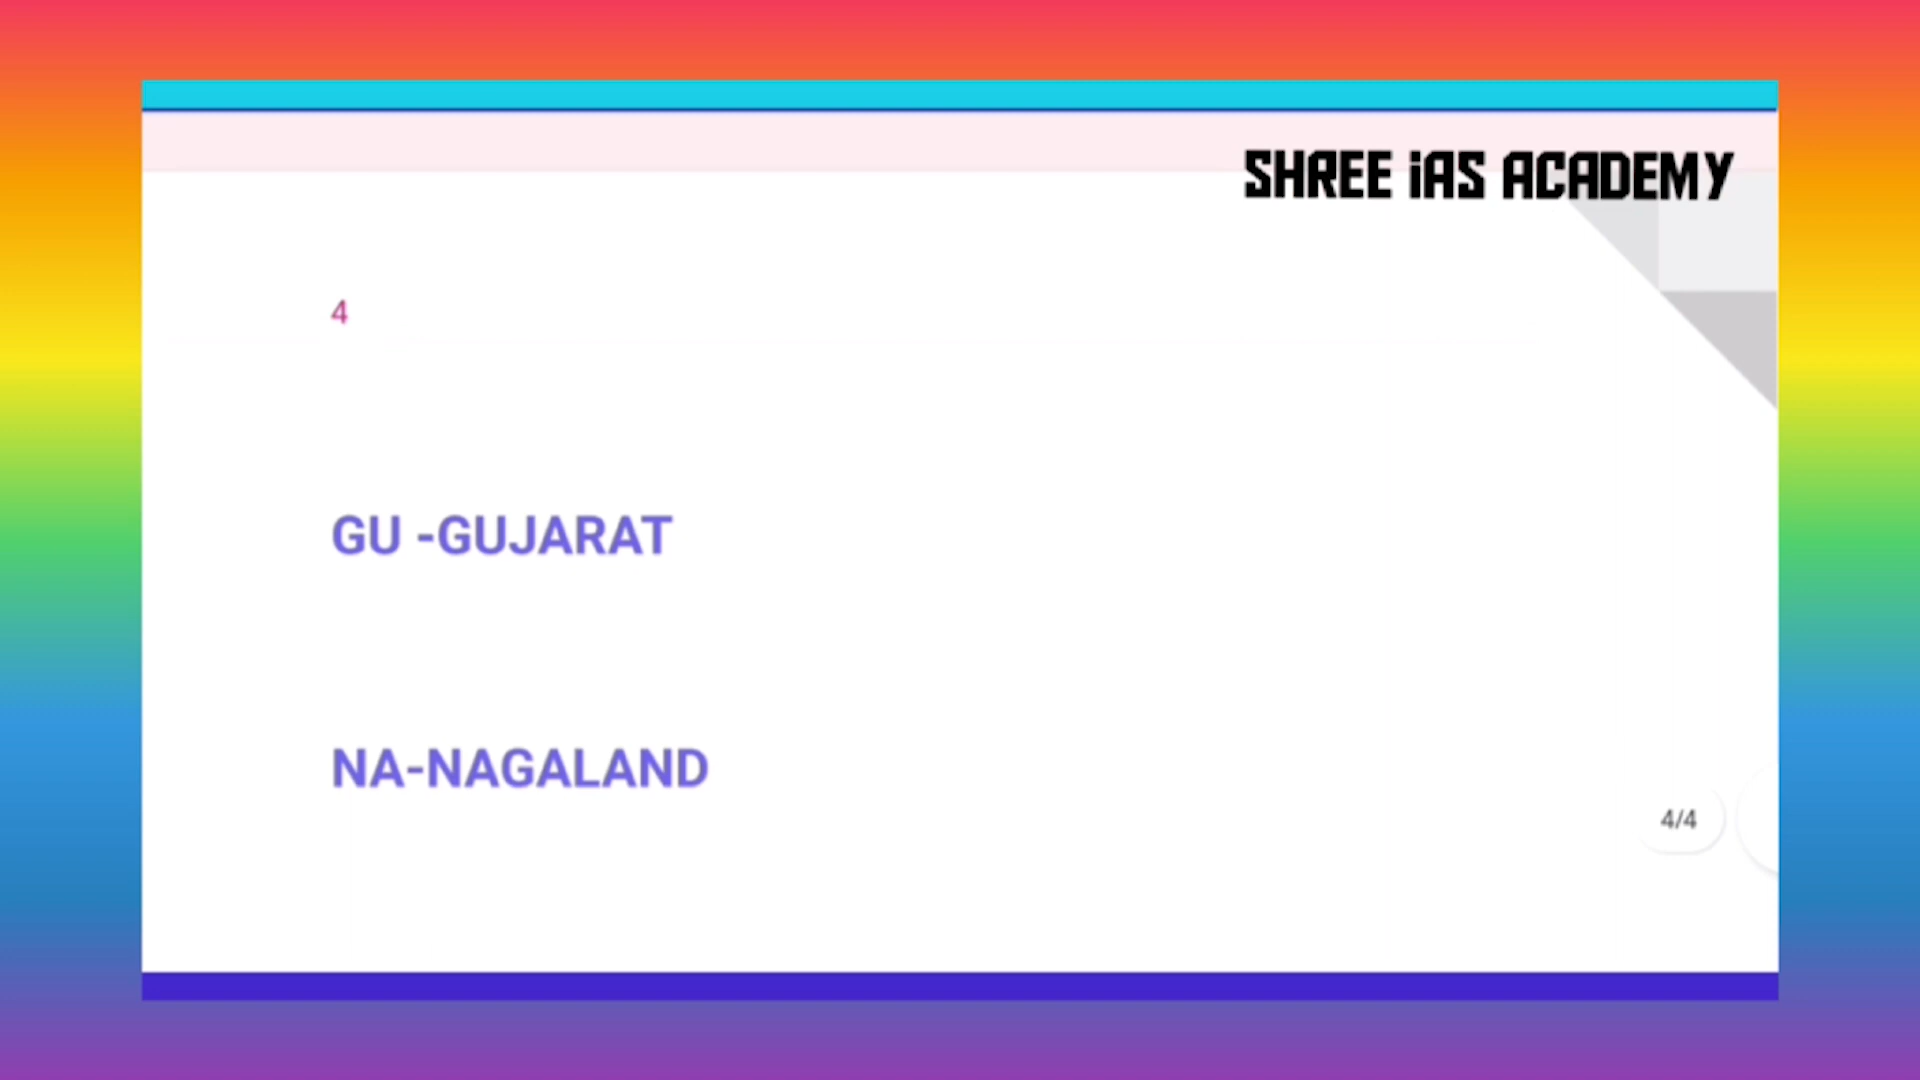 SHREE iAS ACADEMY
4
GU -GUJARAT
NA-NAGALAND
4/4